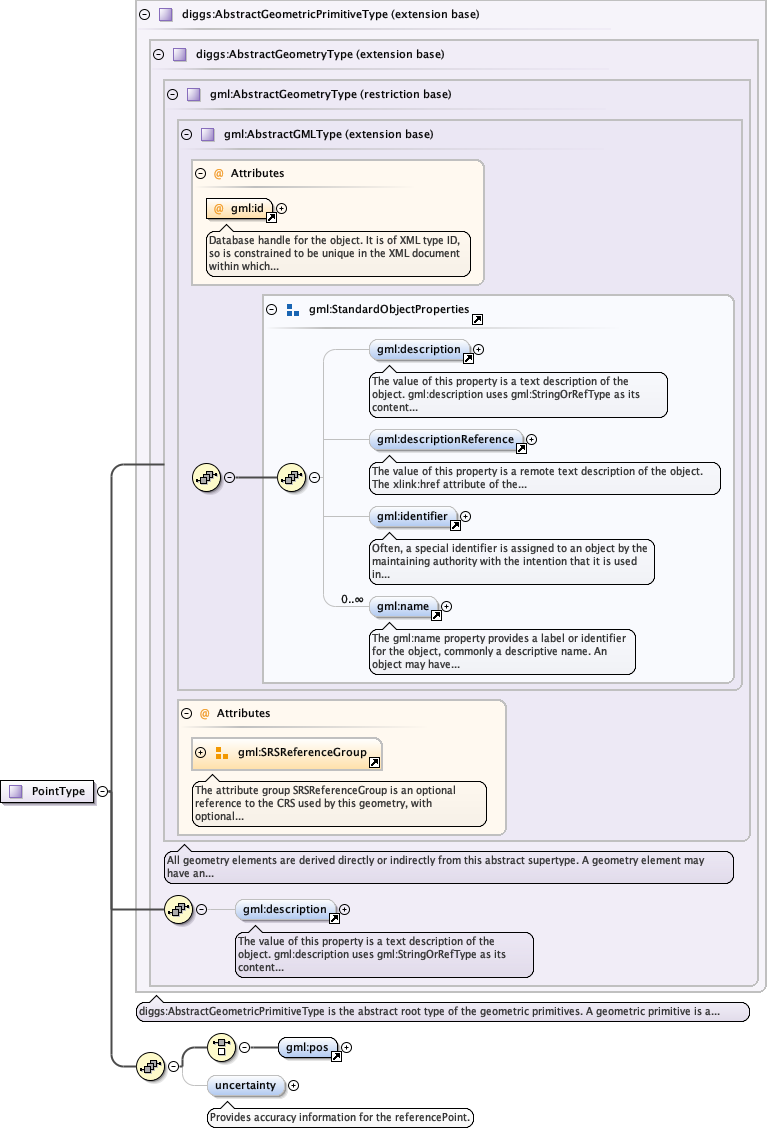 diggs:AbstractGeometricPrimitiveType (extension base)
diggs:AbstractGeometryType (extension base)
gml:AbstractGeometryType (restriction base)
gml:AbstractGMLType (extension base)
@ Attributes
@ gml:id
Database handle for the object. It is of XML type ID,
so is constrained to be unique in the XML document
within which...
gml:StandardObjectProperties
gml:description
The value of this property is a text description of the
object. gml:description uses gml:StringOrRefType as its
content...
gml:descriptionReference
The value of this property is a remote text description of the object.
The xlink:href attribute of the...
gml:identifier
Often, a special identifier is assigned to an object by the
maintaining authority with the intention that it is used
in...
0..∞
gml:name
The gml:name property provides a label or identifier
for the object, commonly a descriptive name. An
object may have...
@ Attributes
gml:SRSReferenceGroup
The attribute group SRSReferenceGroup is an optional
reference to the CRS used by this geometry, with
optional...
PointType
All geometry elements are derived directly or indirectly from this abstract supertype. A geometry element may
have an...
gml:description
The value of this property is a text description of the
object. gml:description uses gml:StringOrRefType as its
content...
diggs:AbstractGeometricPrimitiveType is the abstract root type of the geometric primitives. A geometric primitive is a...
gml:pos
uncertainty
Provides accuracy information for the referencePoint.